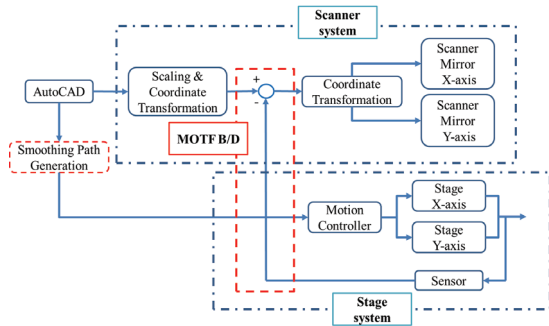 Scanner
system
Scaling &
Coordinate
Transformation
+
-
Coordinate
Transformation
Scanner
Mirror
X-axis
Scanner
Mirror
Y-axis
AutoCAD
MOTF B/D
Smoothing Path
Generation
Motion
Controller
Stage
X-axis
Stage
Y-axis
Sensor
Stage
system